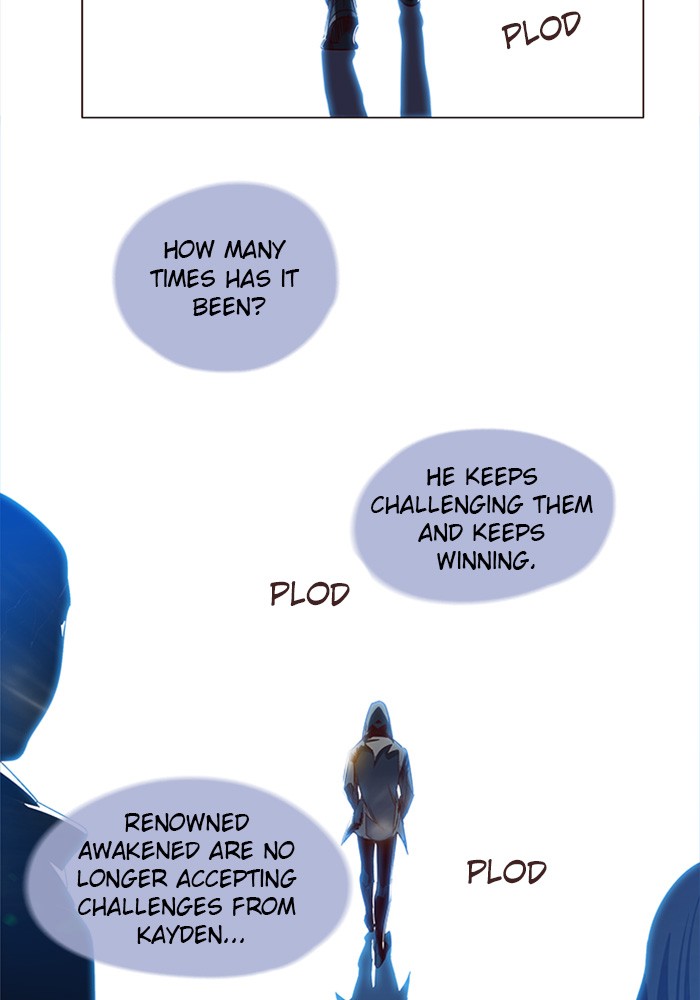 PLOD
HOW MANY
TIMES HAS IT
BEEN?
HE KEEPS
CHALLENGING THEM
AND KEEPS
WINNING.
PLOD
RENOWNED
AWAKENED ARE NO
LONGER ACCEPTING
CHALLENGES FROM
KAYDEN...
PLOD